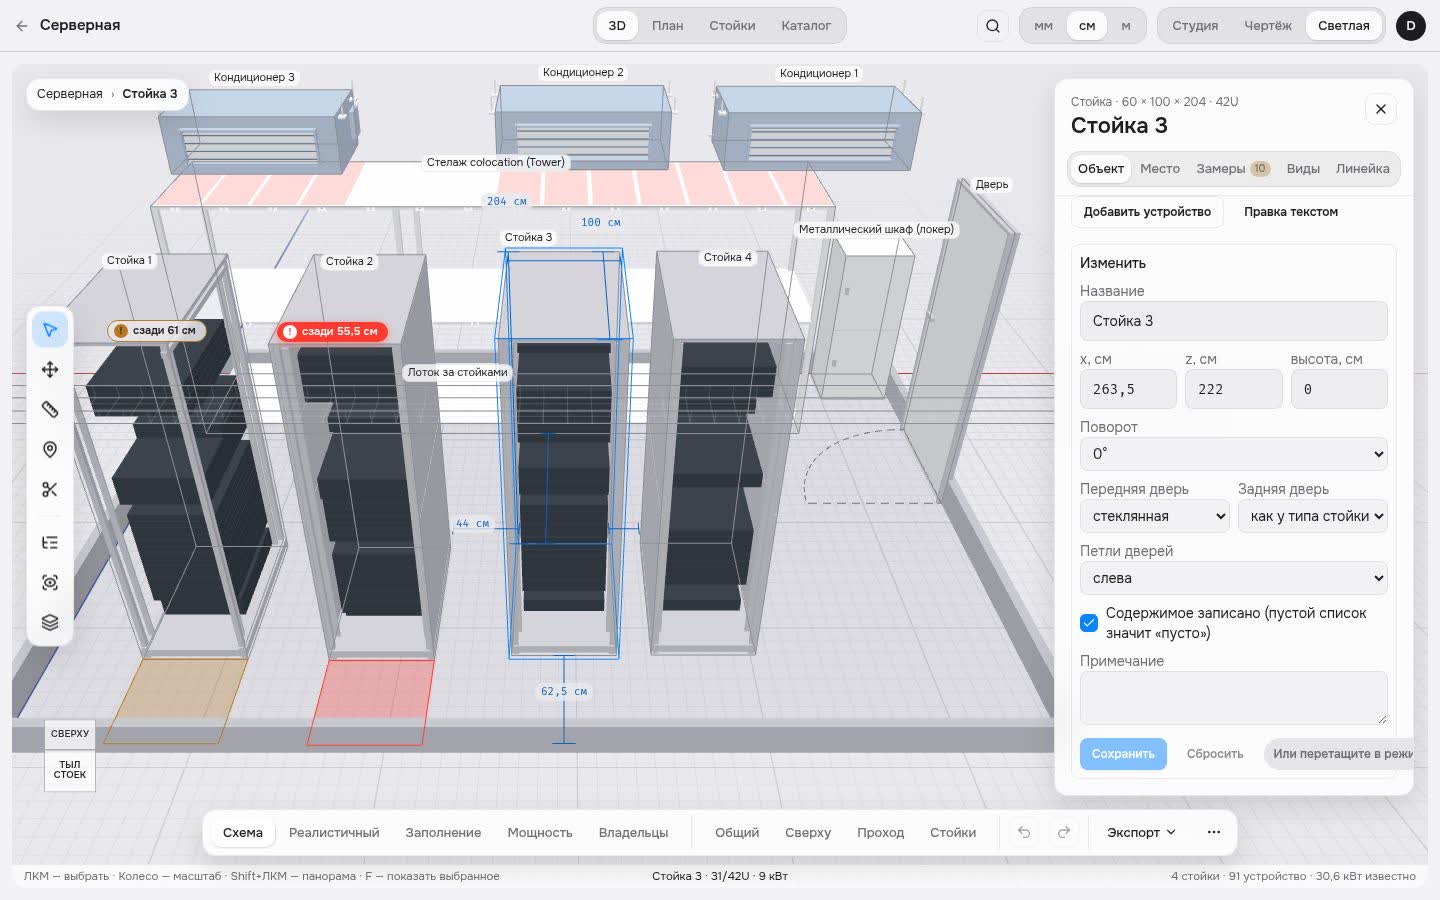 Серверная
3D План Стойки Каталог
мм см м
Студия Чертёж Светлая
D
Серверная › Стойка 3
Кондиционер 3
Кондиционер 2
Кондиционер 1
Стелаж colocation (Tower)
204 см
100 см
Дверь
Металлический шкаф (локер)
Стойка 1
Стойка 2
Стойка 3
Стойка 4
! сзади 61 см
! сзади 55,5 см
Лоток за стойками
44 см
62,5 см
СВЕРХУ
ТЫЛ
СТОЕК
Стойка · 60 × 100 × 204 · 42U
Стойка 3
Объект Место Замеры 10 Виды Линейка
Добавить устройство Правка текстом
Изменить
Название
Стойка 3
x, см z, см высота, см
263,5 222 0
Поворот
0°
Передняя дверь Задняя дверь
стеклянная как у типа стойки
Петли дверей
слева
Содержимое записано (пустой список
значит «пусто»)
Примечание
Сохранить Сбросить Или перетащите в режи
Схема Реалистичный Заполнение Мощность Владельцы Общий Сверху Проход Стойки Экспорт
ЛКМ — выбрать · Колесо — масштаб · Shift+ЛКМ — панорама · F — показать выбранное
Стойка 3 · 31/42U · 9 кВт
4 стойки · 91 устройство · 30,6 кВт известно